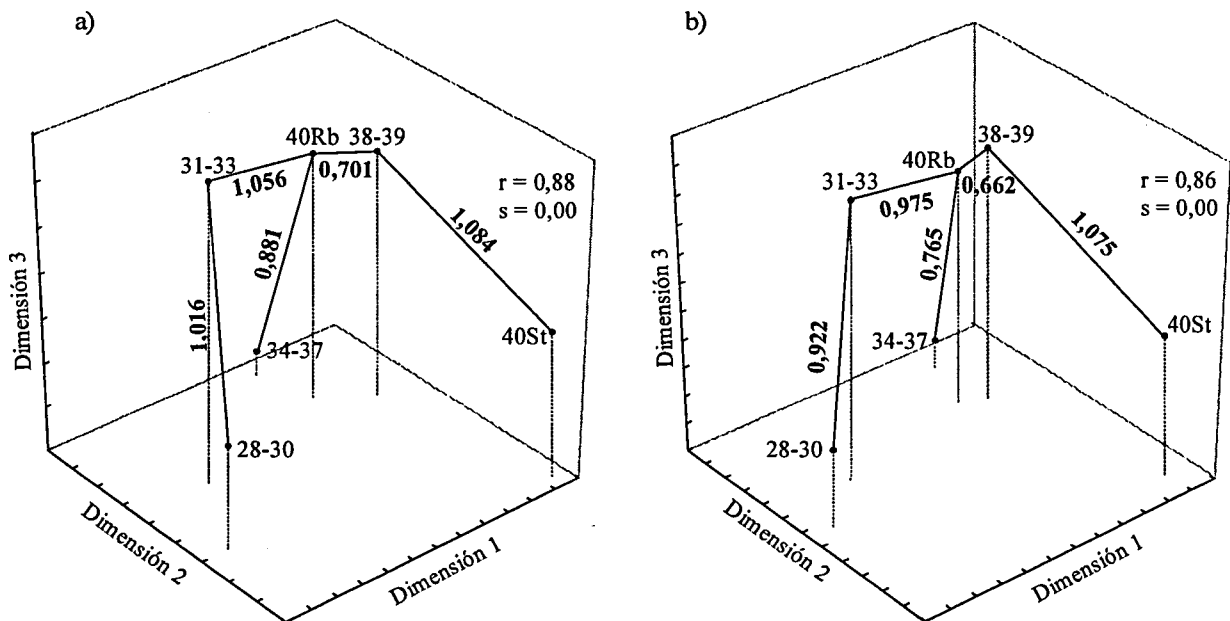 a)
40Rb 38-39
31-33
1,056
0,701
r = 0,88
s = 0,00
0,881
1,084
1,016
40St
34-37
28-30
Dimensión 3
Dimensión 2
Dimensión 1
b)
38-39
40Rb
31-33
0,975
0,662
r = 0,86
s = 0,00
0,765
1,075
0,922
34-37
40St
28-30
Dimensión 3
Dimensión 2
Dimensión 1